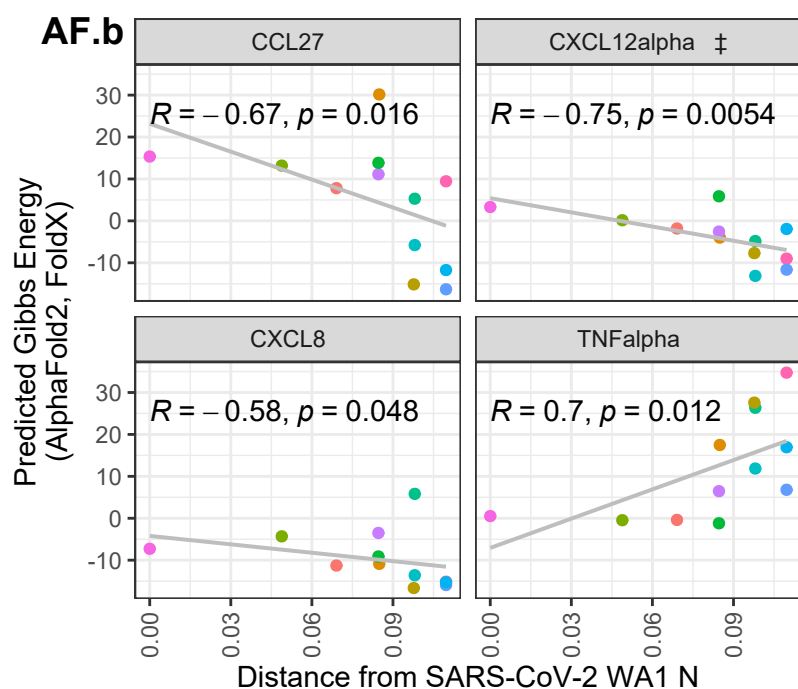 AF.b
CCL27
CXCL12alpha ‡
R = −0.67, p = 0.016
R = −0.75, p = 0.0054
30
20
10
0
-10
CXCL8
TNFalpha
R = −0.58, p = 0.048
R = 0.7, p = 0.012
30
20
10
0
-10
Predicted Gibbs Energy
(AlphaFold2, FoldX)
0.00
0.03
0.06
0.09
0.00
0.03
0.06
0.09
Distance from SARS-CoV-2 WA1 N